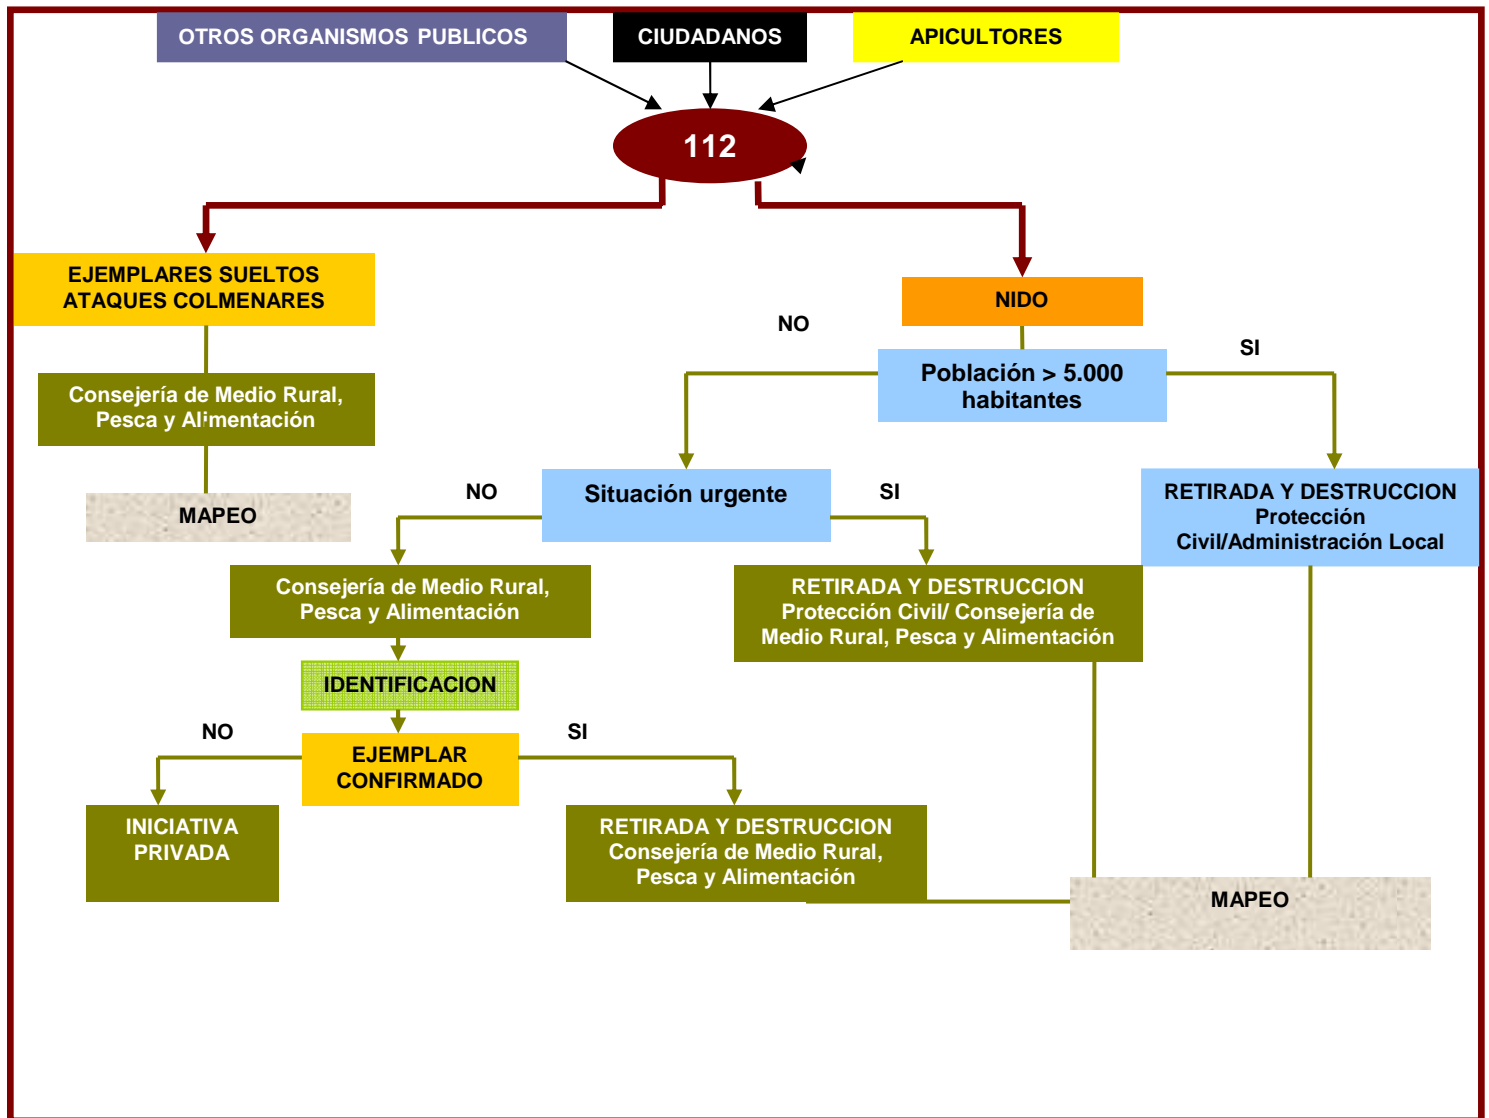 OTROS ORGANISMOS PUBLICOS
CIUDADANOS
APICULTORES
112
EJEMPLARES SUELTOS
ATAQUES COLMENARES
NIDO
NO
SI
Población > 5.000
habitantes
Consejería de Medio Rural,
Pesca y Alimentación
MAPEO
NO
Situación urgente
SI
RETIRADA Y DESTRUCCION
Protección
Civil/Administración Local
Consejería de Medio Rural,
Pesca y Alimentación
RETIRADA Y DESTRUCCION
Protección Civil/ Consejería de
Medio Rural, Pesca y Alimentación
IDENTIFICACION
NO
SI
EJEMPLAR
CONFIRMADO
INICIATIVA
PRIVADA
RETIRADA Y DESTRUCCION
Consejería de Medio Rural,
Pesca y Alimentación
MAPEO